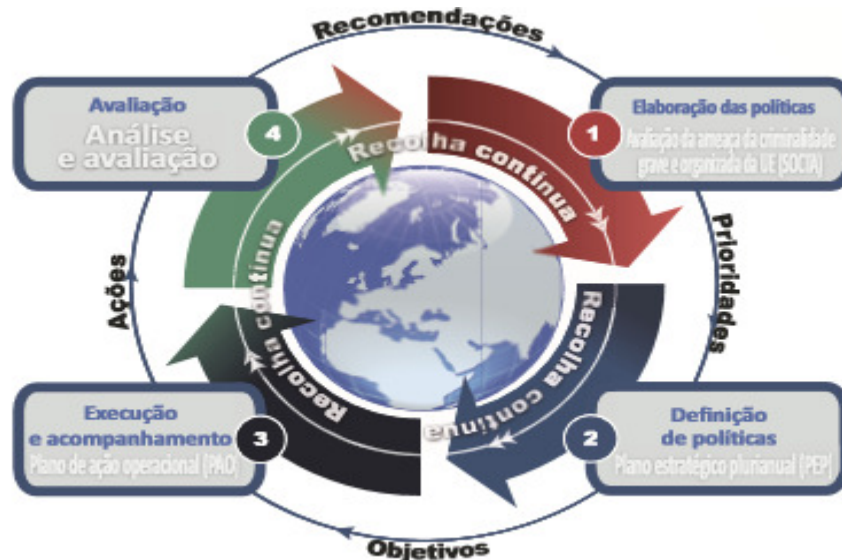 Recomendações
Avaliação
Análise
e avaliação
4
1
Elaboração das políticas
Avaliação da ameaça da criminalidade
grave e organizada da UE (SOCTA)
Recolha contínua
Prioridades
Recolha contínua
2
Definição
de políticas
Plano estratégico plurianual (PEP)
Objetivos
Execução
e acompanhamento
Plano de ação operacional (PAO)
3
Recolha contínua
Ações